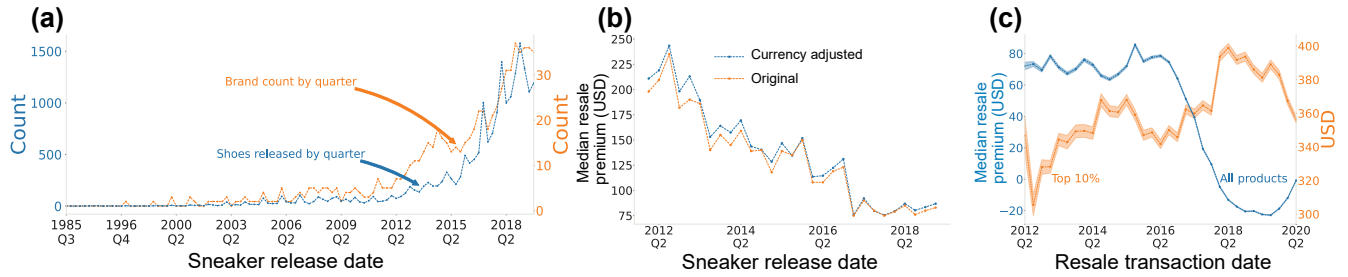 (a)
1500
1000
500
0
Count
30
20
10
0
Count
Brand count by quarter
Shoes released by quarter
1985 Q3
1996 Q4
2000 Q2
2003 Q2
2006 Q2
2009 Q2
2012 Q2
2015 Q2
2018 Q2
Sneaker release date
(b)
250
225
200
175
150
125
100
75
Median resale
premium (USD)
Currency adjusted
Original
2012 Q2
2014 Q2
2016 Q2
2018 Q2
Sneaker release date
(c)
80
60
40
20
0
−20
Median resale
premium (USD)
400
380
360
340
320
300
USD
Top 10%
All products
2012 Q2
2014 Q2
2016 Q2
2018 Q2
2020 Q2
Resale transaction date